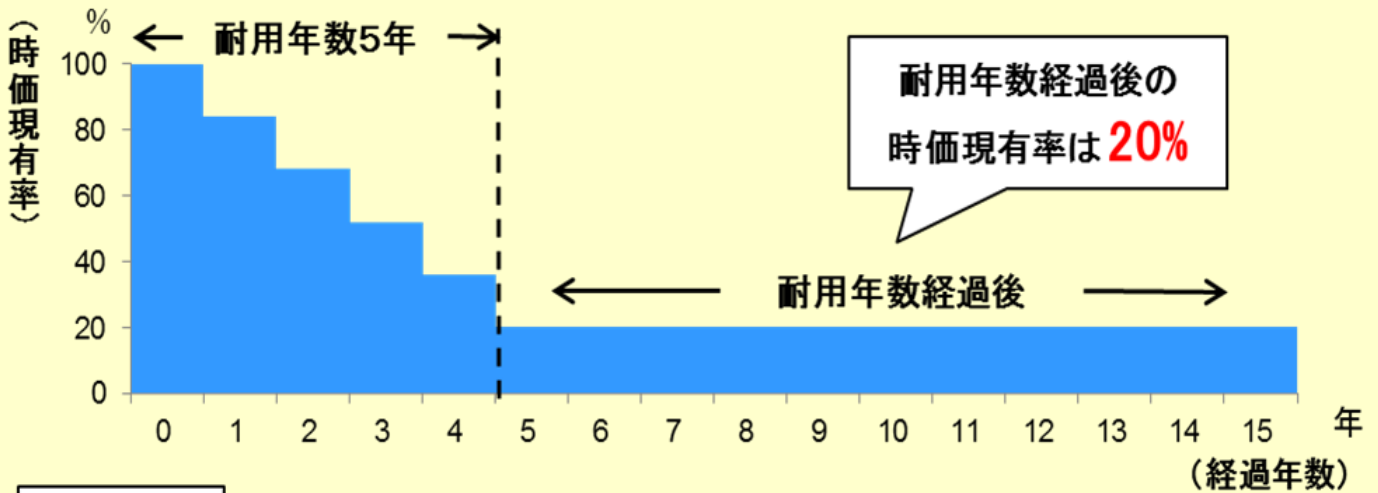 （時価現有率）
%
耐用年数5年
100
80
60
40
20
0
耐用年数経過後の
時価現有率は20%
耐用年数経過後
0 1 2 3 4 5 6 7 8 9 10 11 12 13 14 15 年
（経過年数）